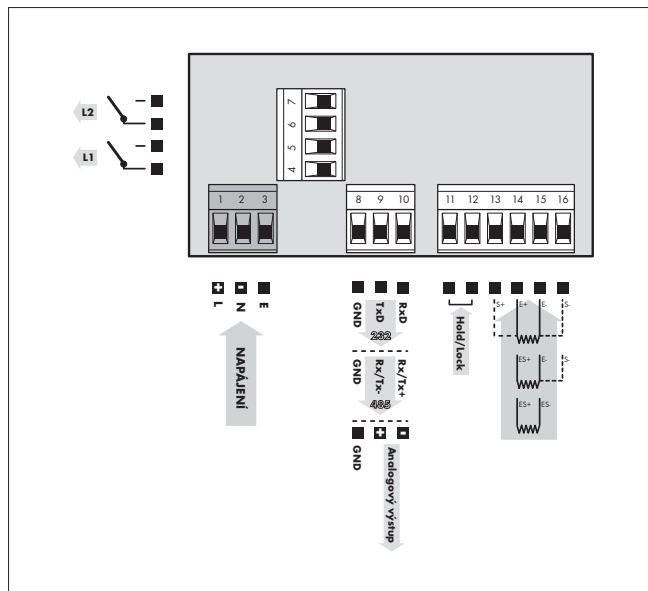 L2
L1
7
6
5
4
1 2 3
8 9 10
11 12 13 14 15 16
L
N
E
NAPÁJENÍ
GND
TxD
RxD
232
GND
Rx/Tx-
Rx/Tx+
485
GND
Analogový výstup
Hold/Lock
S+ E+ E- S-
ES+ E- S-
ES+ ES-